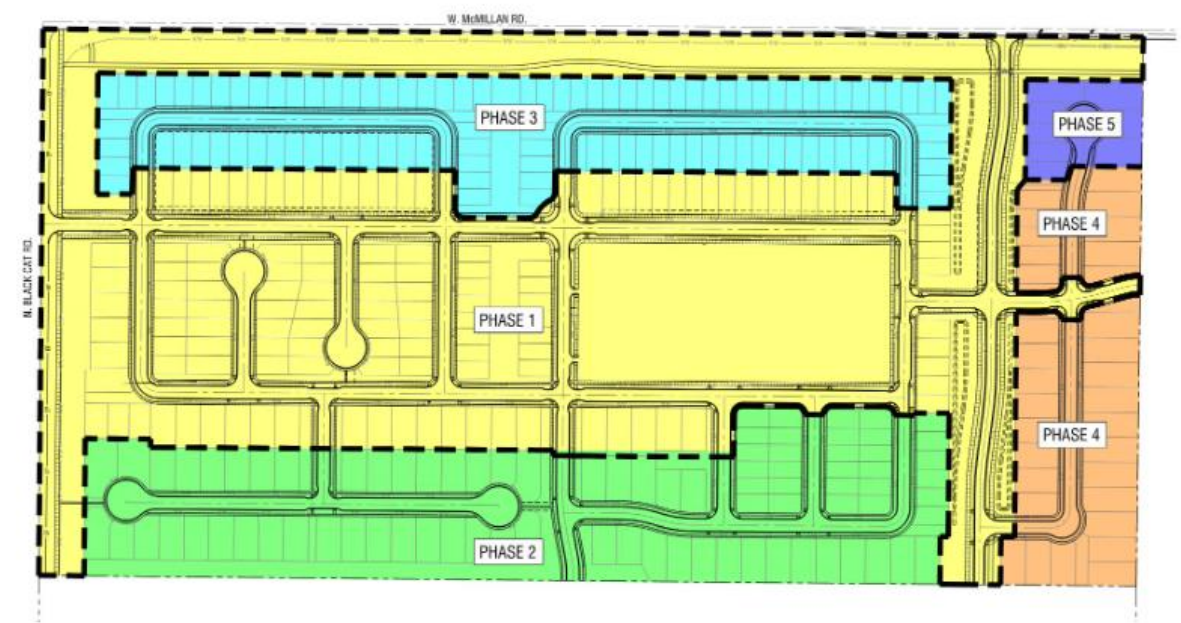 W. McMILLAN RD.
PHASE 3
PHASE 5
PHASE 4
N. BLACK CAT RD.
PHASE 1
PHASE 4
PHASE 2